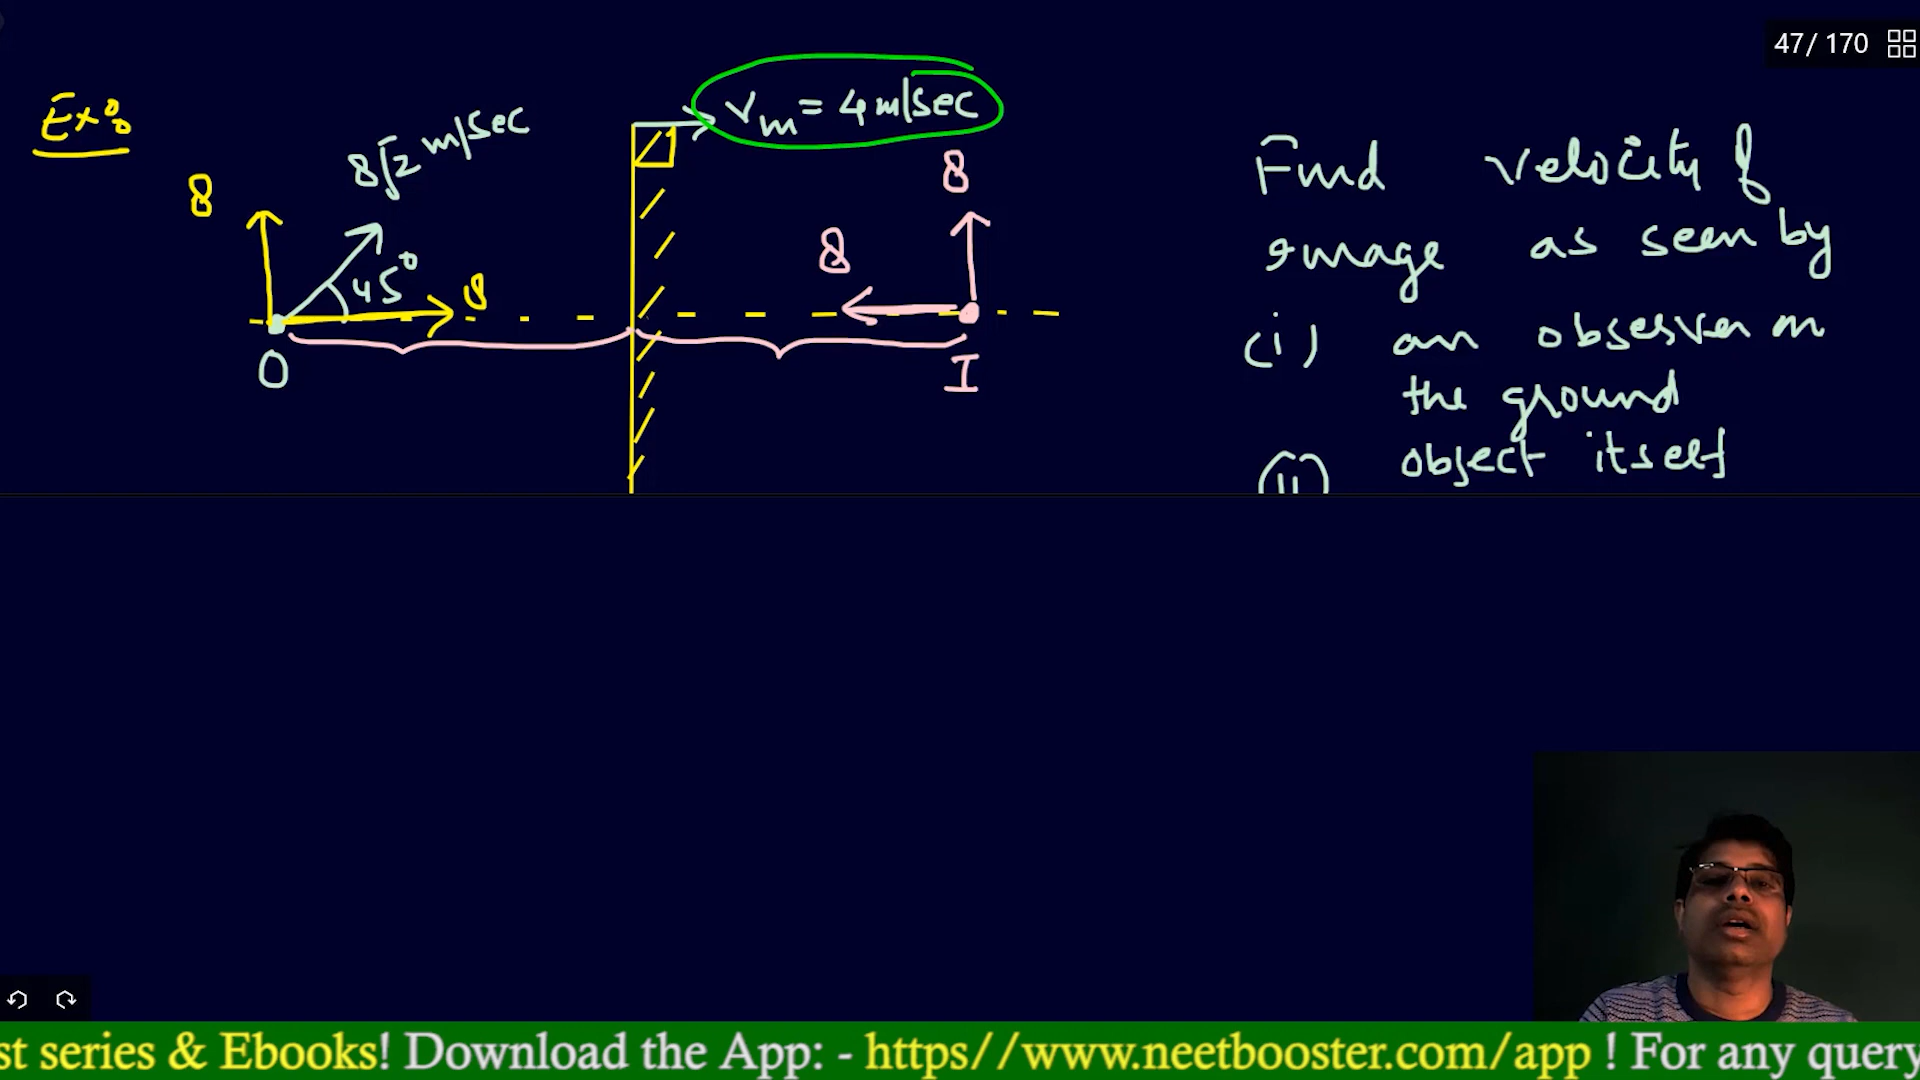 47/ 170
Ex:
8√2 m/sec
Vm = 4 m/sec
8
8
45°
8
8
O
I
Find velocity of
image as seen by
(i) an observer on
the ground
(ii) object itself
st series & Ebooks! Download the App: - https//www.neetbooster.com/app ! For any query